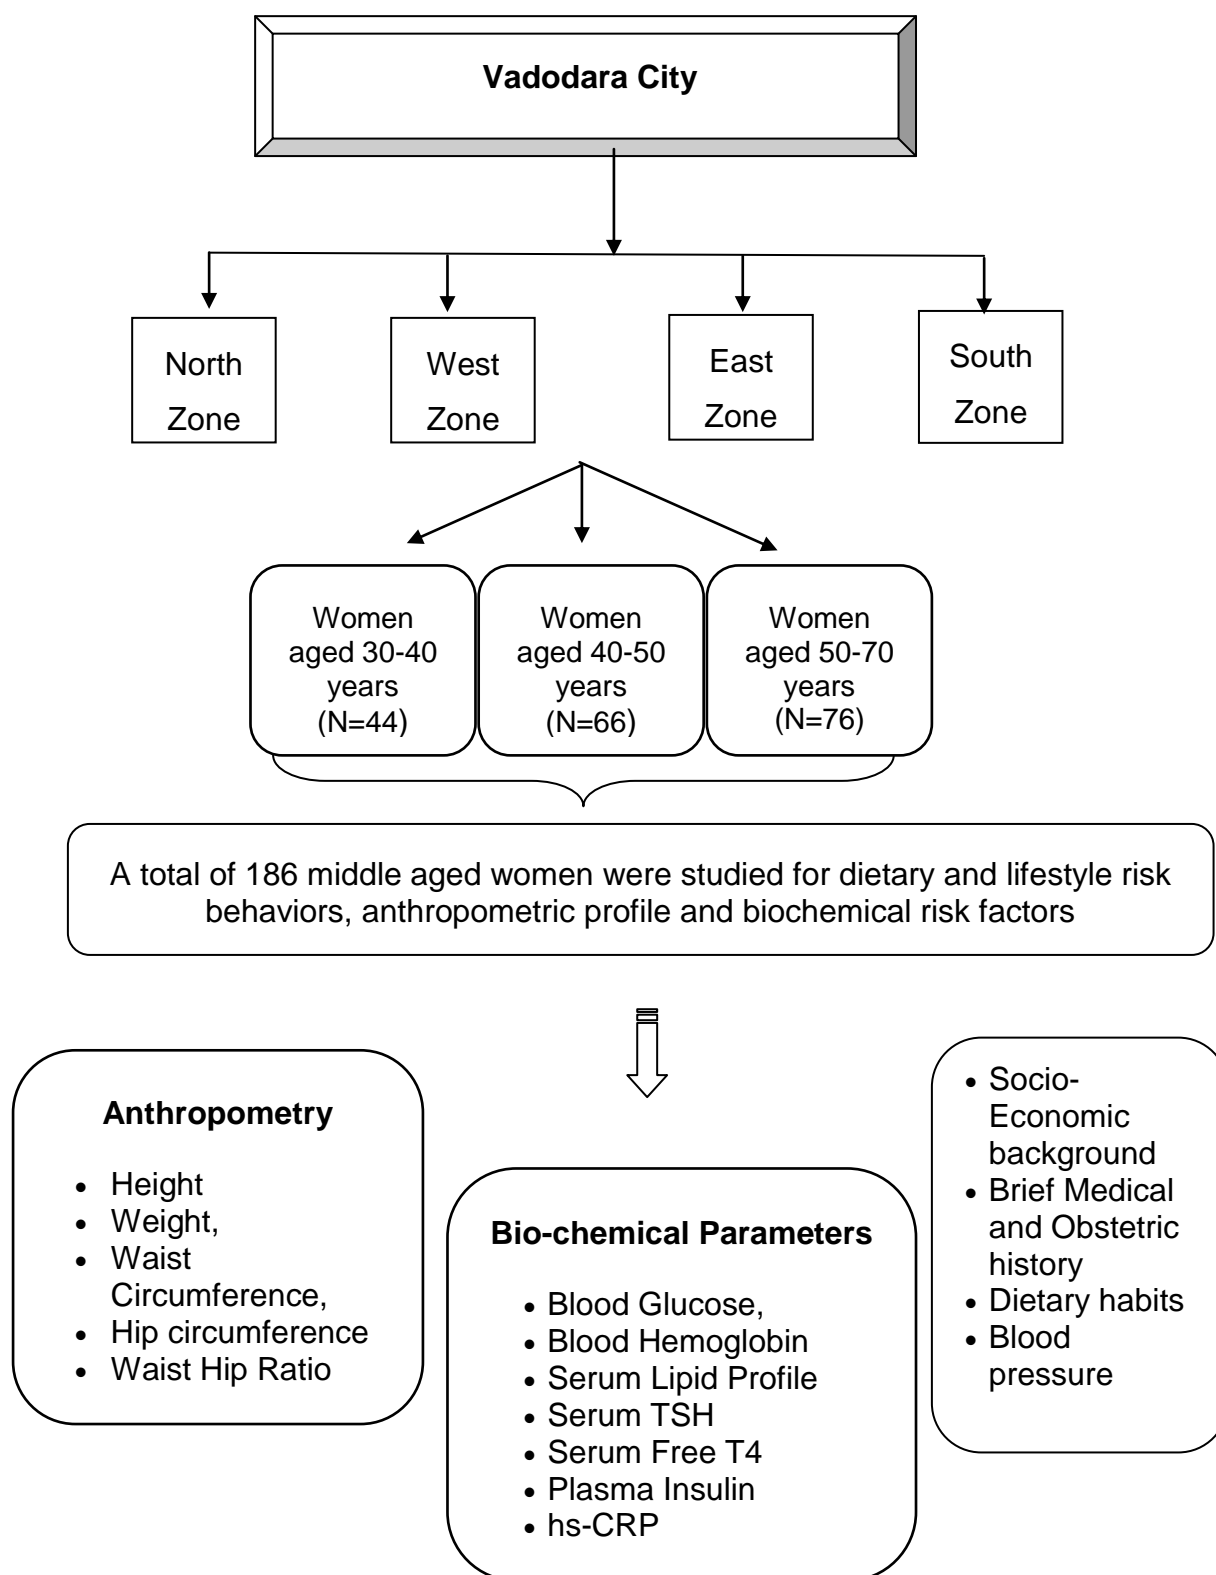 Vadodara City
North
Zone
West
Zone
East
Zone
South
Zone
Women
aged 30-40
years
(N=44)
Women
aged 40-50
years
(N=66)
Women
aged 50-70
years
(N=76)
A total of 186 middle aged women were studied for dietary and lifestyle risk
behaviors, anthropometric profile and biochemical risk factors
Anthropometry
• Height
• Weight,
• Waist
Circumference,
• Hip circumference
• Waist Hip Ratio
Bio-chemical Parameters
• Blood Glucose,
• Blood Hemoglobin
• Serum Lipid Profile
• Serum TSH
• Serum Free T4
• Plasma Insulin
• hs-CRP
• Socio-
Economic
background
• Brief Medical
and Obstetric
history
• Dietary habits
• Blood
pressure